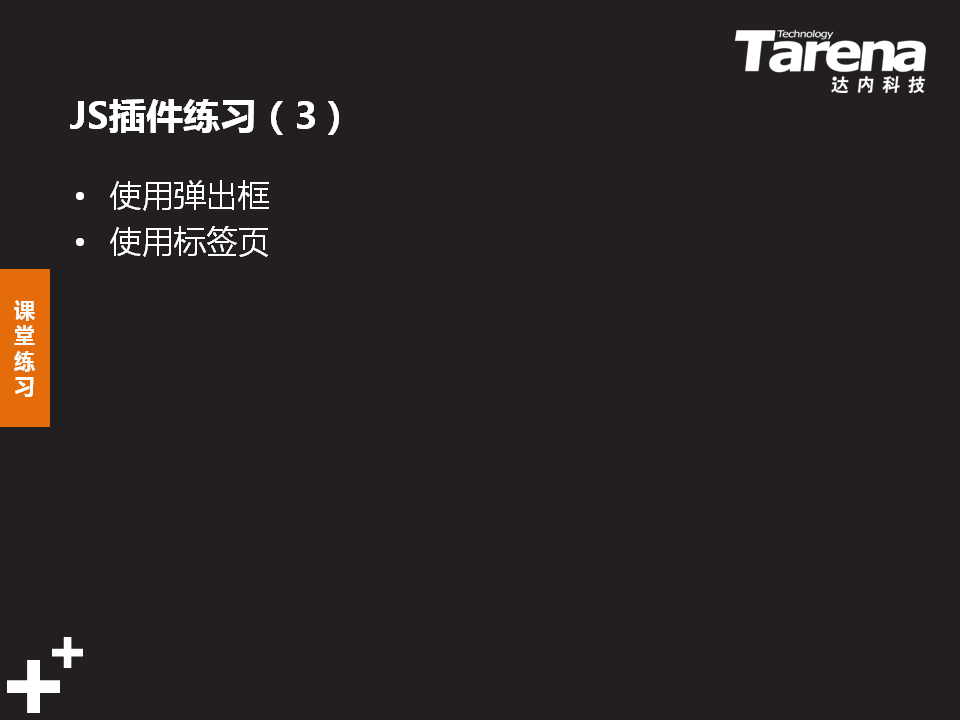 Technology
Tarena
达内科技
JS插件练习（3）
• 使用弹出框
• 使用标签页
课
堂
练
习